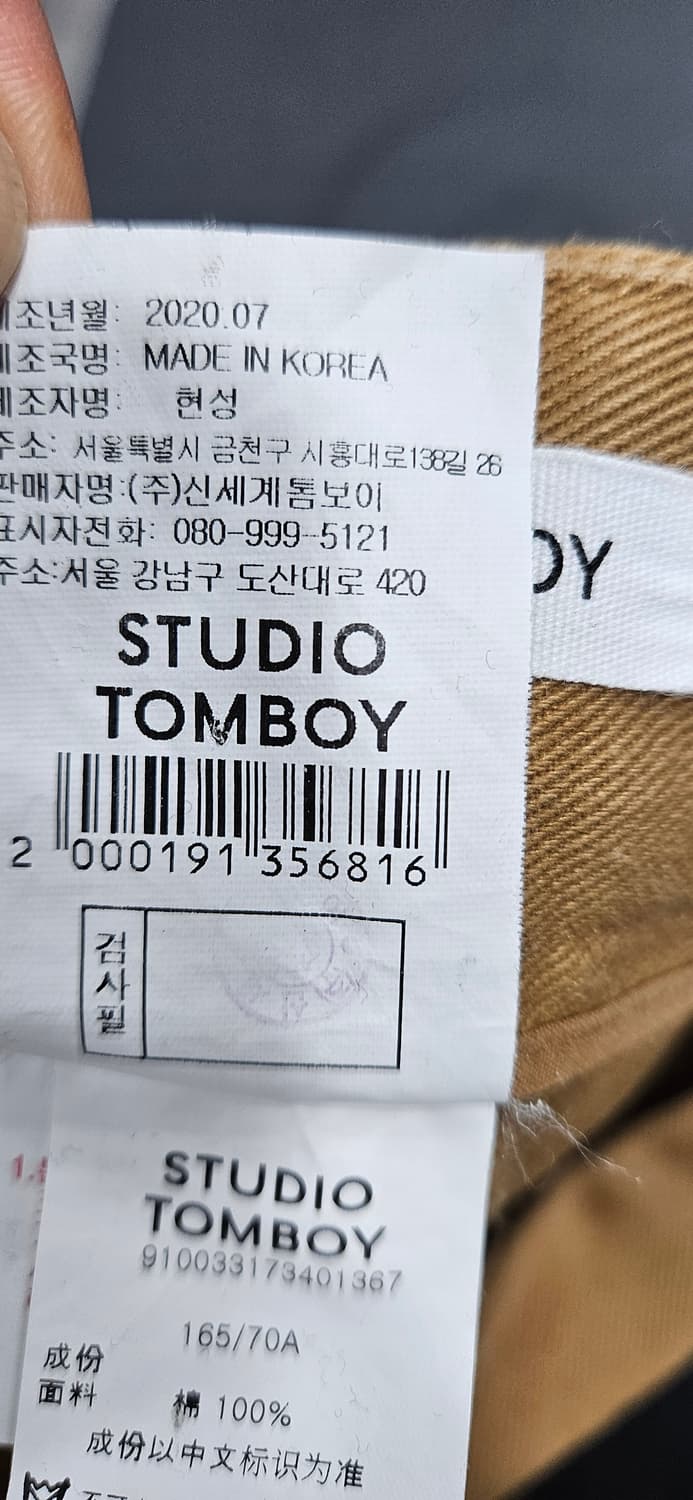 제조년월: 2020.07
제조국명: MADE IN KOREA
제조자명: 현성
주소: 서울특별시 금천구 시흥대로138길 26
판매자명:(주)신세계톰보이
표시자전화: 080-999-5121
주소:서울 강남구 도산대로 420
OY
STUDIO
TOMBOY
2 000191 356816
검사필
STUDIO
TOMBOY
910033173401367
165/70A
成份
面料 棉 100%
成份以中文标识为准